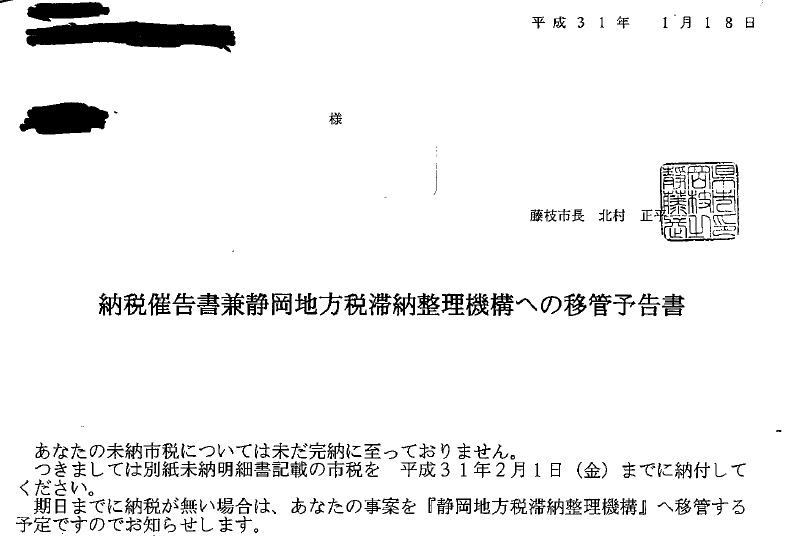 平成３１年　１月１８日
様
藤枝市長　北村　正平
納税催告書兼静岡地方税滞納整理機構への移管予告書
あなたの未納市税については未だ完納に至っておりません。
つきましては別紙未納明細書記載の市税を　平成３１年２月１日（金）までに納付して
ください。
期日までに納税が無い場合は、あなたの事案を『静岡地方税滞納整理機構』へ移管する
予定ですのでお知らせします。